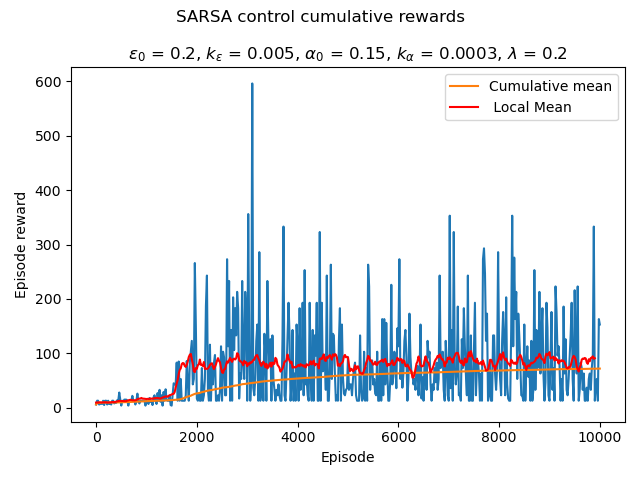 SARSA control cumulative rewards
ε₀ = 0.2, kε = 0.005, α₀ = 0.15, kα = 0.0003, λ = 0.2
Cumulative mean
Local Mean
Episode reward
600
500
400
300
200
100
0
0 2000 4000 6000 8000 10000
Episode